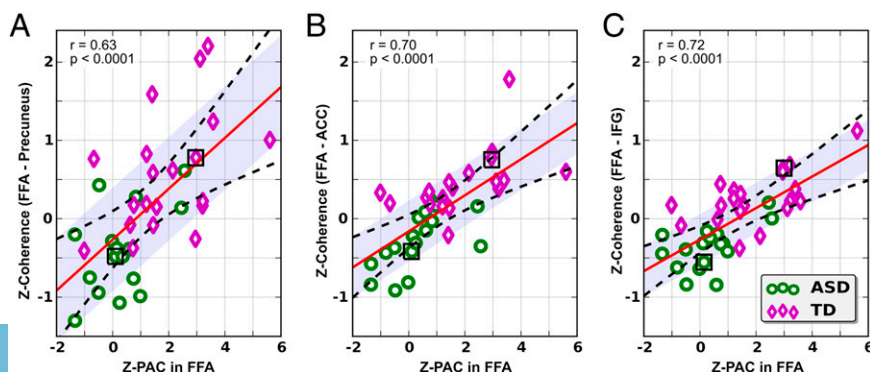 A
r = 0.63
p < 0.0001
Z-Coherence (FFA - Precuneus)
2
1
0
-1
-2 0 2 4 6
Z-PAC in FFA
B
r = 0.70
p < 0.0001
Z-Coherence (FFA - ACC)
2
1
0
-1
-2 0 2 4 6
Z-PAC in FFA
C
r = 0.72
p < 0.0001
Z-Coherence (FFA - IFG)
2
1
0
-1
-2 0 2 4 6
Z-PAC in FFA
ASD
TD